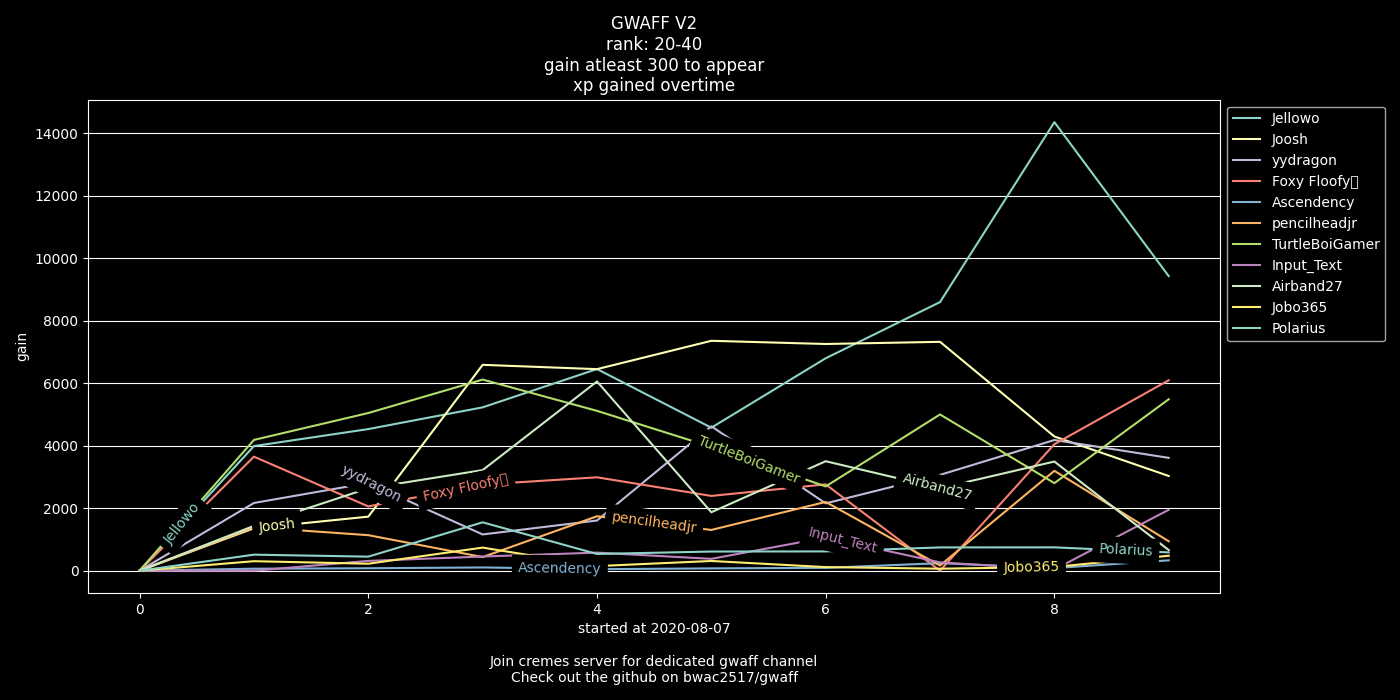 GWAFF V2
rank: 20-40
gain atleast 300 to appear
xp gained overtime
14000
12000
10000
8000
6000
4000
2000
0
gain
0
2
4
6
8
started at 2020-08-07
Join cremes server for dedicated gwaff channel
Check out the github on bwac2517/gwaff
Jellowo
Joosh
yydragon
Foxy Floofy▯
Ascendency
pencilheadjr
TurtleBoiGamer
Input_Text
Airband27
Jobo365
Polarius
Jellowo
Joosh
yydragon
Foxy Floofy▯
Ascendency
pencilheadjr
TurtleBoiGamer
Input_Text
Airband27
Jobo365
Polarius